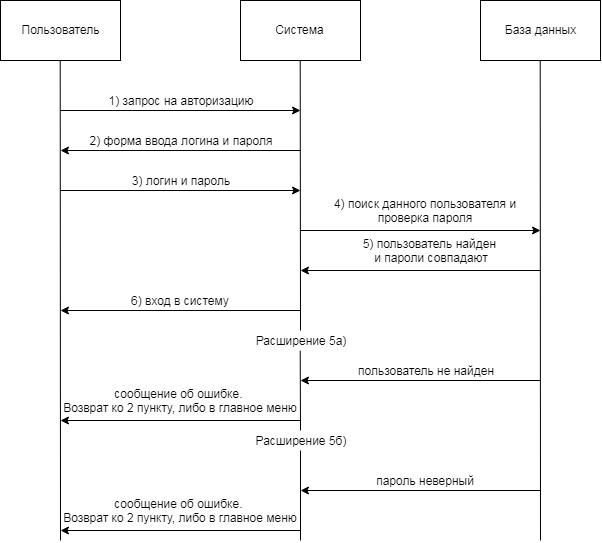 Пользователь
Система
База данных
1) запрос на авторизацию
2) форма ввода логина и пароля
3) логин и пароль
4) поиск данного пользователя и
проверка пароля
5) пользователь найден
и пароли совпадают
6) вход в систему
Расширение 5а)
пользователь не найден
сообщение об ошибке.
Возврат ко 2 пункту, либо в главное меню
Расширение 5б)
пароль неверный
сообщение об ошибке.
Возврат ко 2 пункту, либо в главное меню